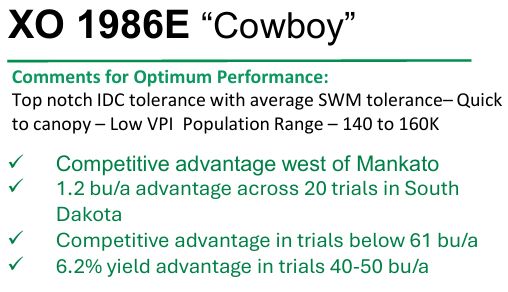 XO 1986E “Cowboy”
Comments for Optimum Performance:
Top notch IDC tolerance with average SWM tolerance– Quick
to canopy – Low VPI  Population Range – 140 to 160K
✓ Competitive advantage west of Mankato
✓ 1.2 bu/a advantage across 20 trials in South
Dakota
✓ Competitive advantage in trials below 61 bu/a
✓ 6.2% yield advantage in trials 40-50 bu/a